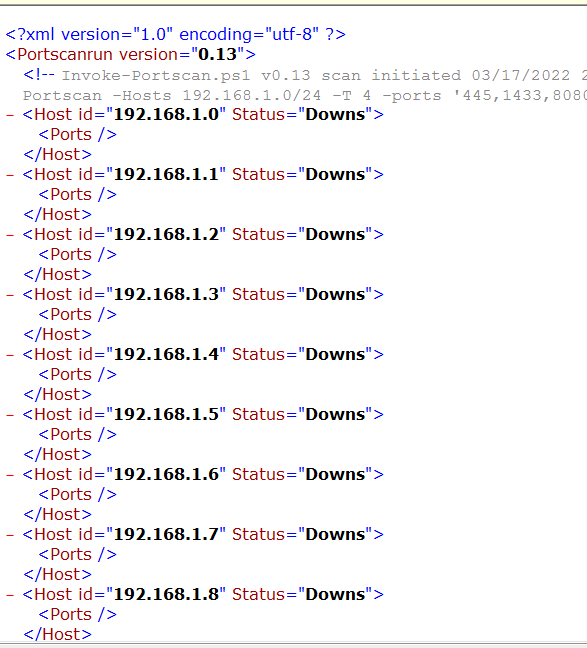 <?xml version="1.0" encoding="utf-8" ?>
<Portscanrun version="0.13">
<!-- Invoke-Portscan.ps1 v0.13 scan initiated 03/17/2022 2
Portscan -Hosts 192.168.1.0/24 -T 4 -ports '445,1433,8080
- <Host id="192.168.1.0" Status="Downs">
<Ports />
</Host>
- <Host id="192.168.1.1" Status="Downs">
<Ports />
</Host>
- <Host id="192.168.1.2" Status="Downs">
<Ports />
</Host>
- <Host id="192.168.1.3" Status="Downs">
<Ports />
</Host>
- <Host id="192.168.1.4" Status="Downs">
<Ports />
</Host>
- <Host id="192.168.1.5" Status="Downs">
<Ports />
</Host>
- <Host id="192.168.1.6" Status="Downs">
<Ports />
</Host>
- <Host id="192.168.1.7" Status="Downs">
<Ports />
</Host>
- <Host id="192.168.1.8" Status="Downs">
<Ports />
</Host>